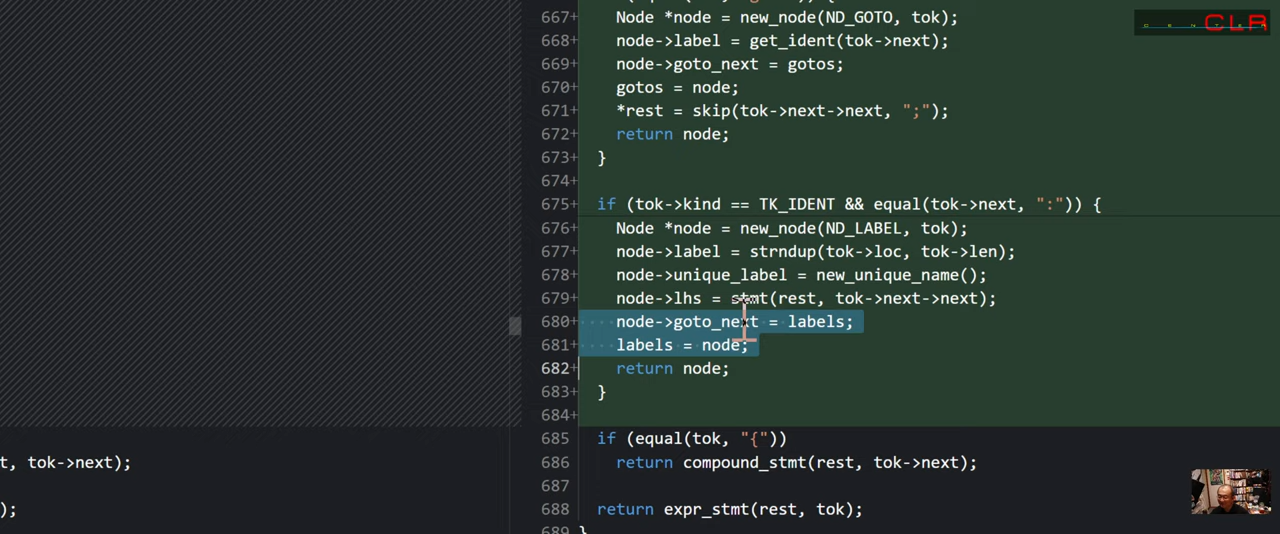 667+ Node *node = new_node(ND_GOTO, tok);
668+ node->label = get_ident(tok->next);
669+ node->goto_next = gotos;
670+ gotos = node;
671+ *rest = skip(tok->next->next, ";");
672+ return node;
673+ }
674+
675+ if (tok->kind == TK_IDENT && equal(tok->next, ":")) {
676+ Node *node = new_node(ND_LABEL, tok);
677+ node->label = strndup(tok->loc, tok->len);
678+ node->unique_label = new_unique_name();
679+ node->lhs = stmt(rest, tok->next->next);
680+ node->goto_next = labels;
681+ labels = node;
682+ return node;
683+ }
684+
685 if (equal(tok, "{"))
t, tok->next);
686 return compound_stmt(rest, tok->next);
687
);
688 return expr_stmt(rest, tok);
689 }
CLR